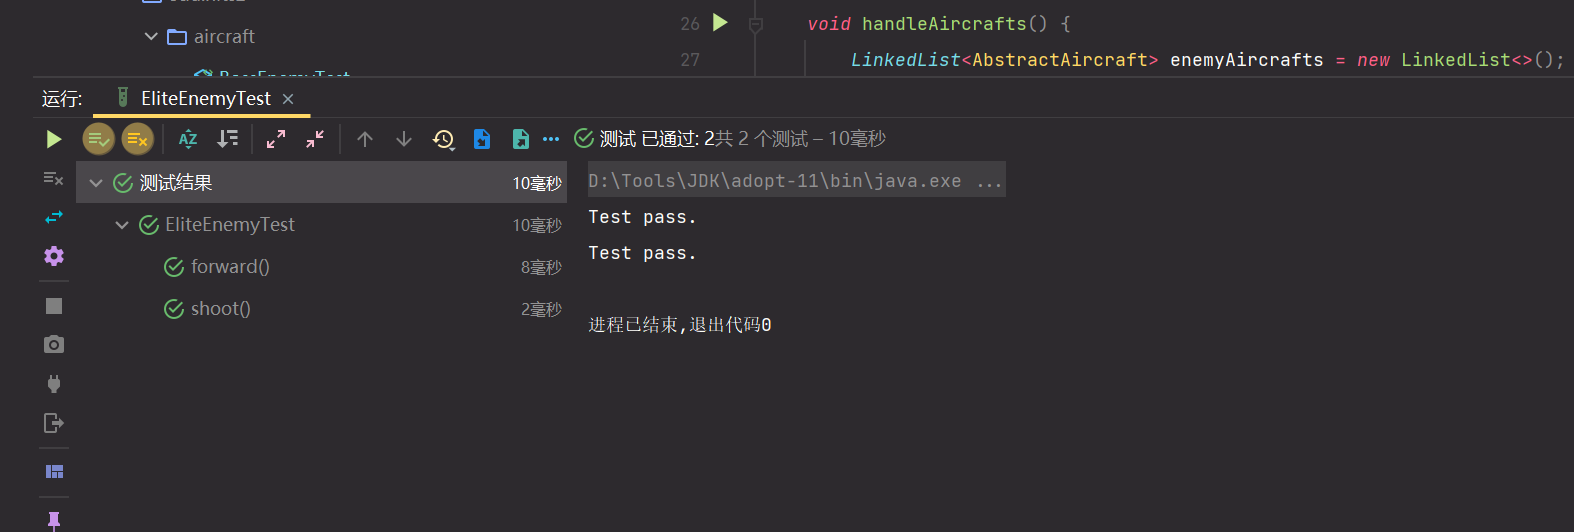 26 void handleAircrafts() {
aircraft
27 LinkedList<AbstractAircraft> enemyAircrafts = new LinkedList<>();
运行: EliteEnemyTest ×
测试 已通过: 2共 2 个测试 – 10毫秒
测试结果 10毫秒
D:\Tools\JDK\adopt-11\bin\java.exe ...
EliteEnemyTest 10毫秒
Test pass.
Test pass.
forward() 8毫秒
shoot() 2毫秒
进程已结束,退出代码0